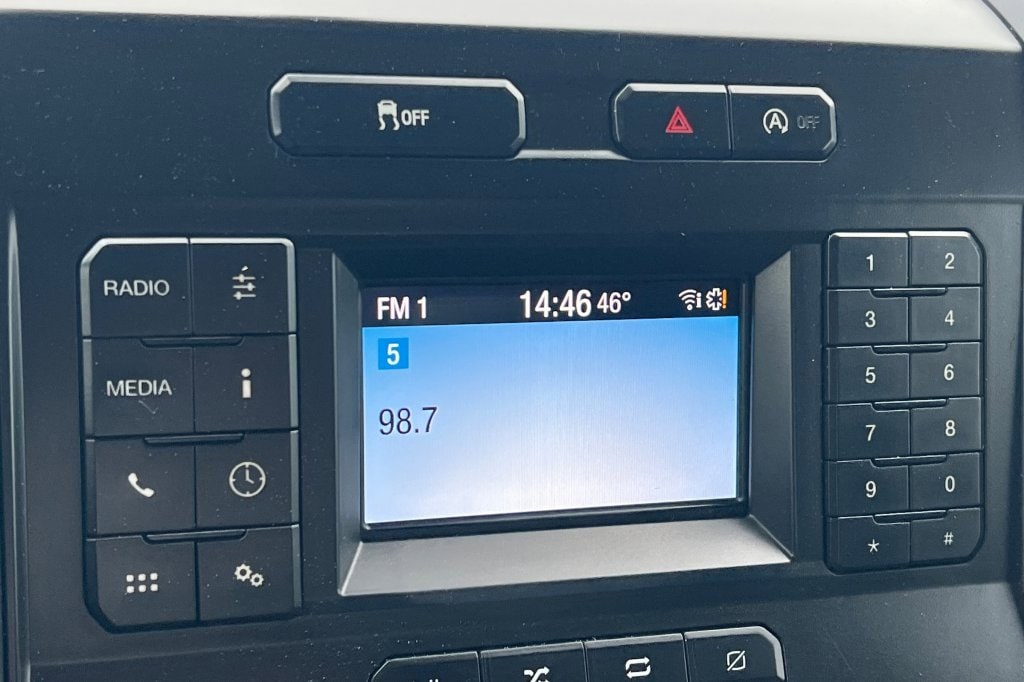 OFF
A OFF
RADIO
MEDIA
i
FM 1 14:46 46°
5
98.7
1 2
3 4
5 6
7 8
9 0
* #